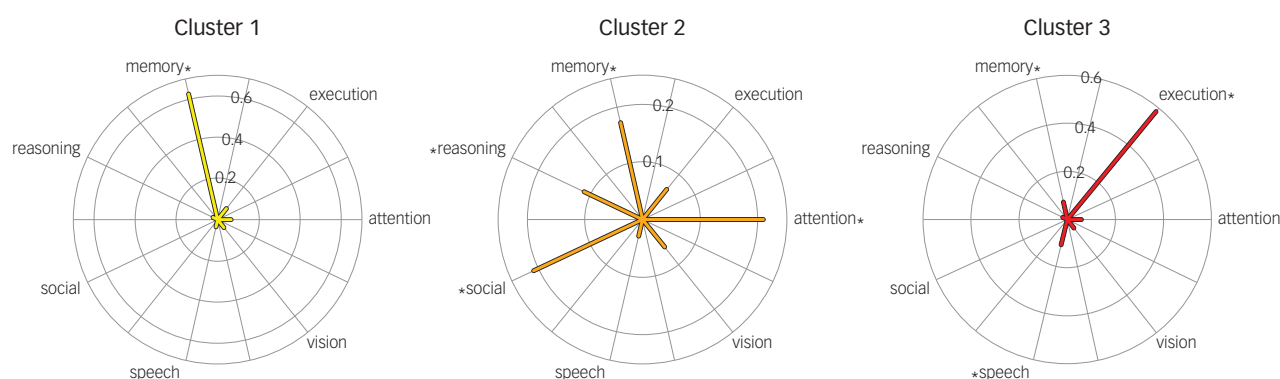 Cluster 1
memory*
execution
0.6
reasoning
0.4
0.2
attention
social
vision
speech
Cluster 2
memory*
execution
0.2
*reasoning
0.1
attention*
*social
vision
speech
Cluster 3
memory*
0.6
execution*
0.4
reasoning
0.2
attention
social
vision
*speech